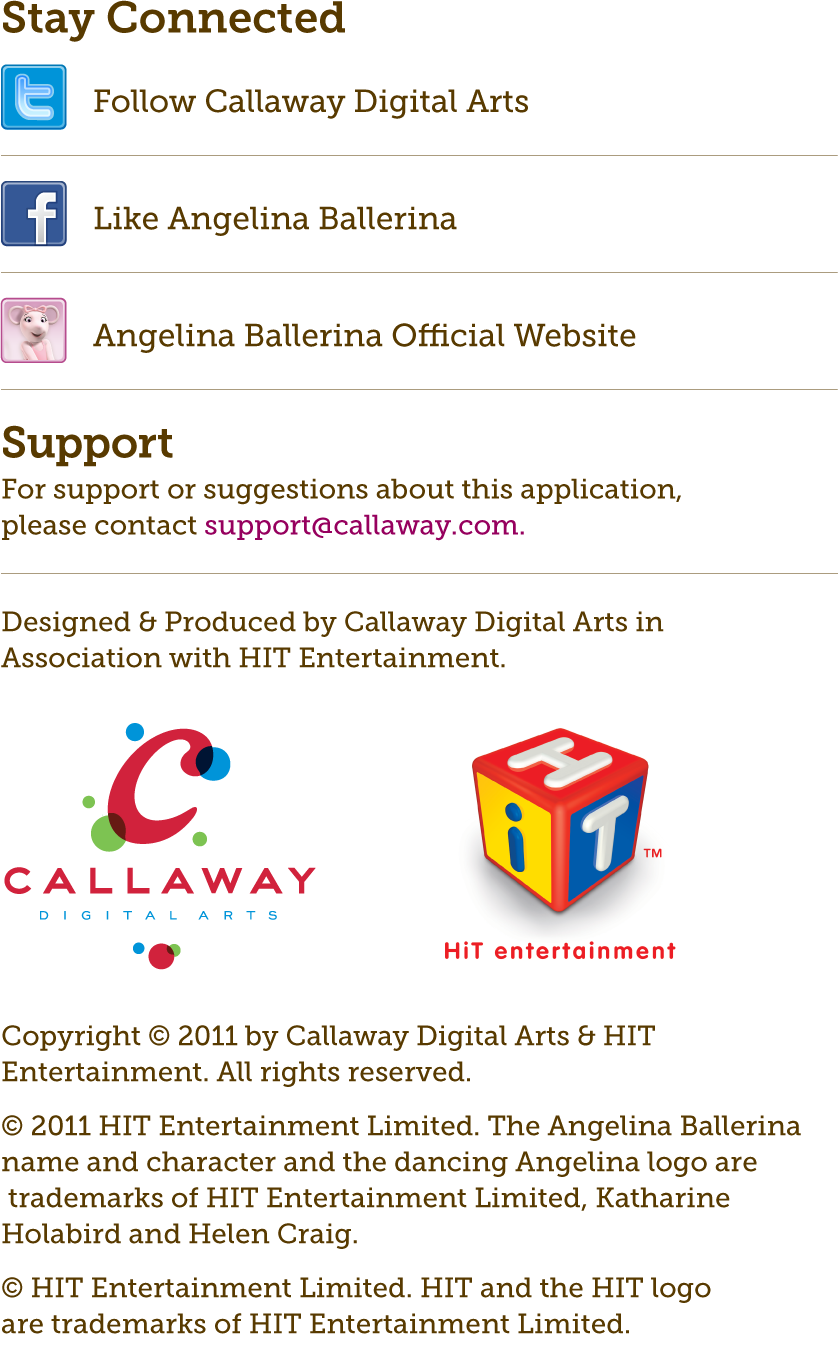 Stay Connected
Follow Callaway Digital Arts
Like Angelina Ballerina
Angelina Ballerina Official Website
Support
For support or suggestions about this application,
please contact support@callaway.com.
Designed & Produced by Callaway Digital Arts in
Association with HIT Entertainment.
C
CALLAWAY
DIGITAL ARTS
HiT
™
HiT entertainment
Copyright © 2011 by Callaway Digital Arts & HIT
Entertainment. All rights reserved.
© 2011 HIT Entertainment Limited. The Angelina Ballerina
name and character and the dancing Angelina logo are
trademarks of HIT Entertainment Limited, Katharine
Holabird and Helen Craig.
© HIT Entertainment Limited. HIT and the HIT logo
are trademarks of HIT Entertainment Limited.